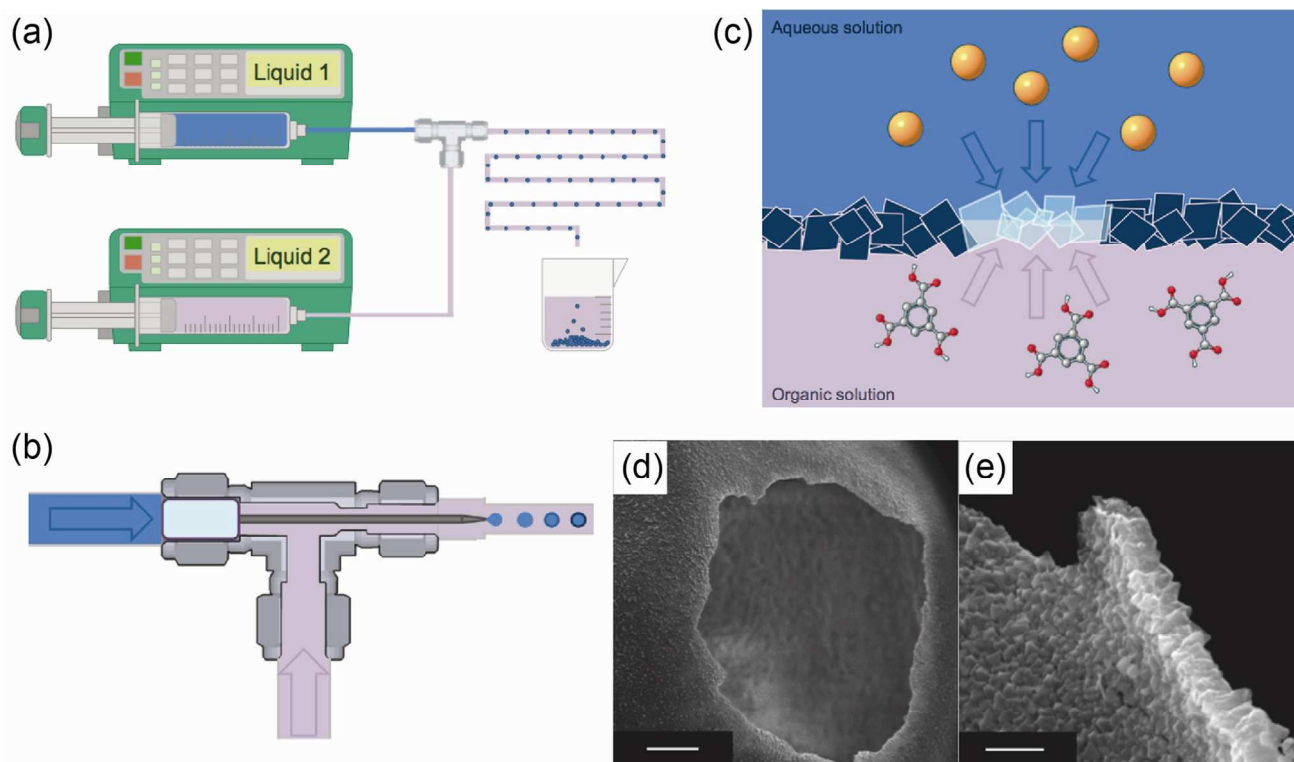 (a)
Liquid 1
Liquid 2
(b)
(c)
Aqueous solution
Organic solution
(d)
(e)